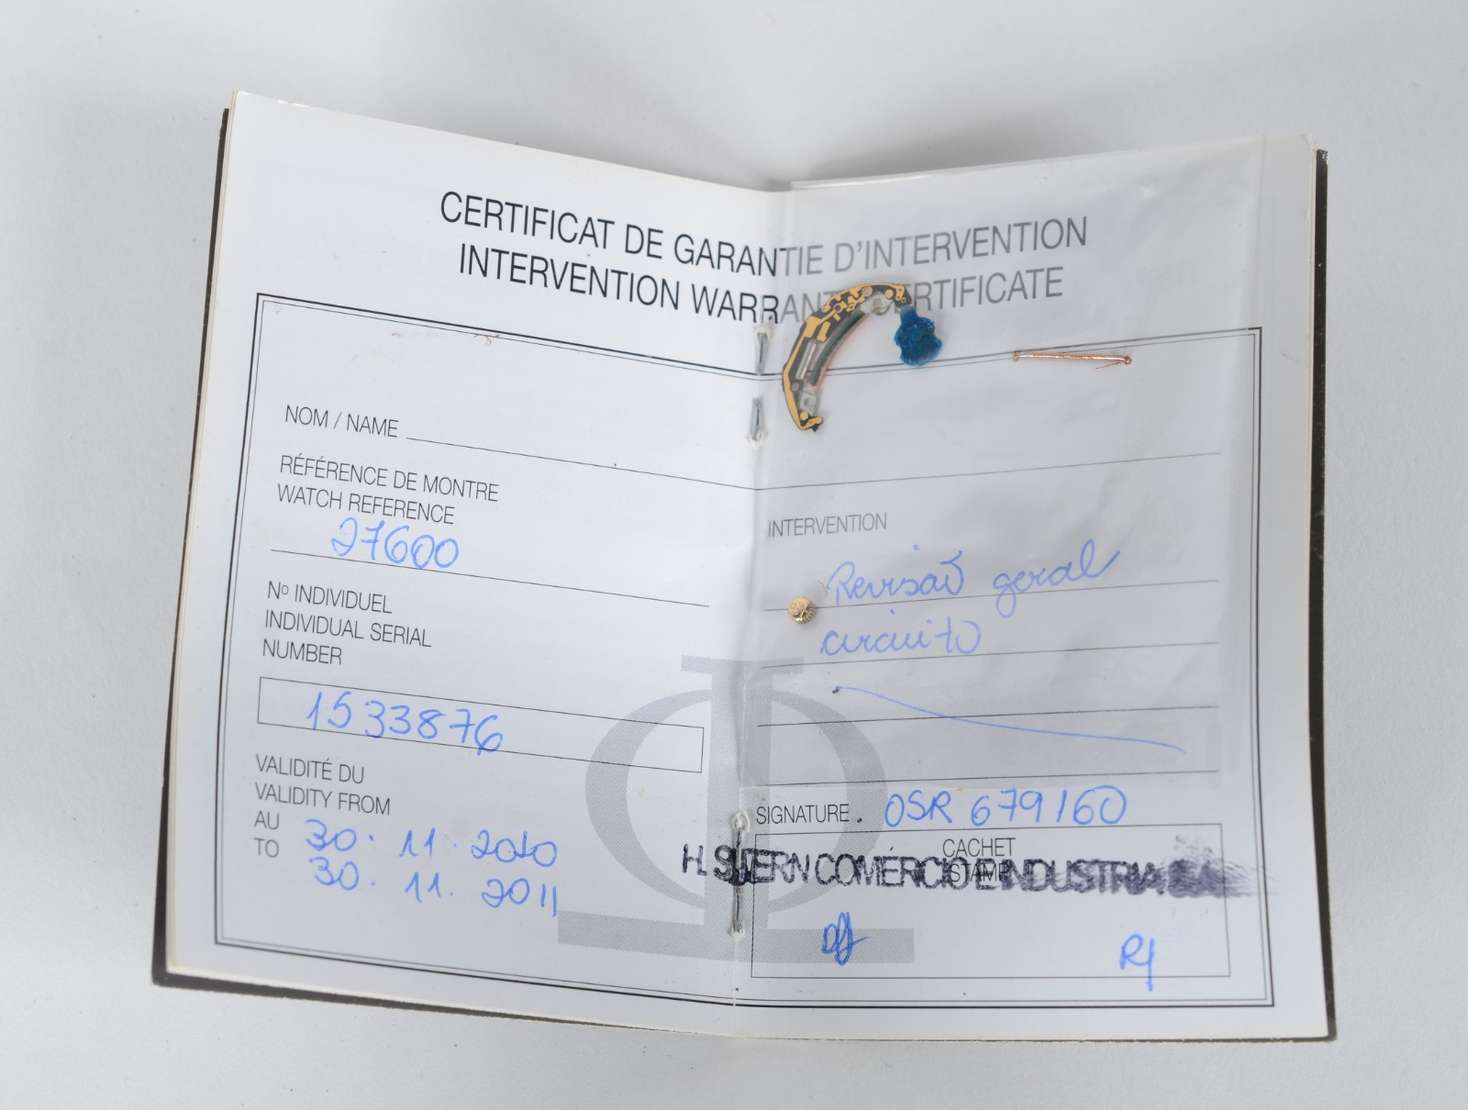 CERTIFICAT DE GARANTIE D'INTERVENTION
INTERVENTION WARRANTY CERTIFICATE
NOM / NAME
RÉFÉRENCE DE MONTRE
WATCH REFERENCE
27600
Nº INDIVIDUEL
INDIVIDUAL SERIAL
NUMBER
1533876
VALIDITÉ DU
VALIDITY FROM
AU
TO
30.11.2010
30.11.2011
INTERVENTION
Revisão geral
circuito
SIGNATURE. OSR 679160
CACHET
STAMP
H. STERN COMÉRCIO E INDUSTRIA S.A.
RJ